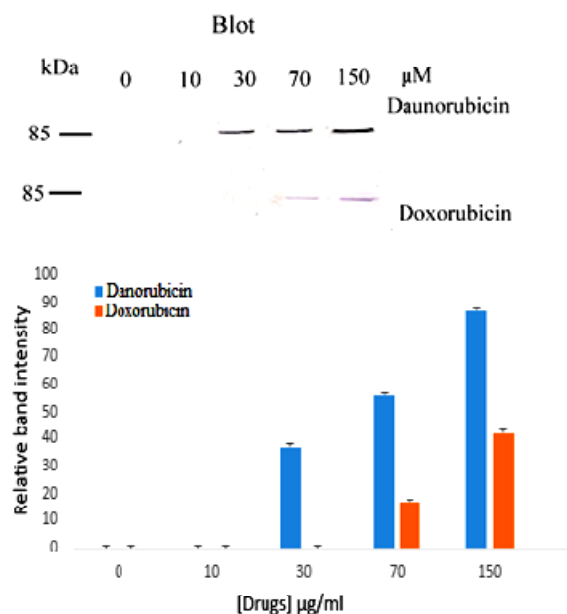 Blot
kDa 0 10 30 70 150 µM
Daunorubicin
85
85
Doxorubicin
100
Danorubicin
90
Doxorubicin
80
70
60
50
40
30
20
10
0
Relative band intensity
0 10 30 70 150
[Drugs] µg/ml